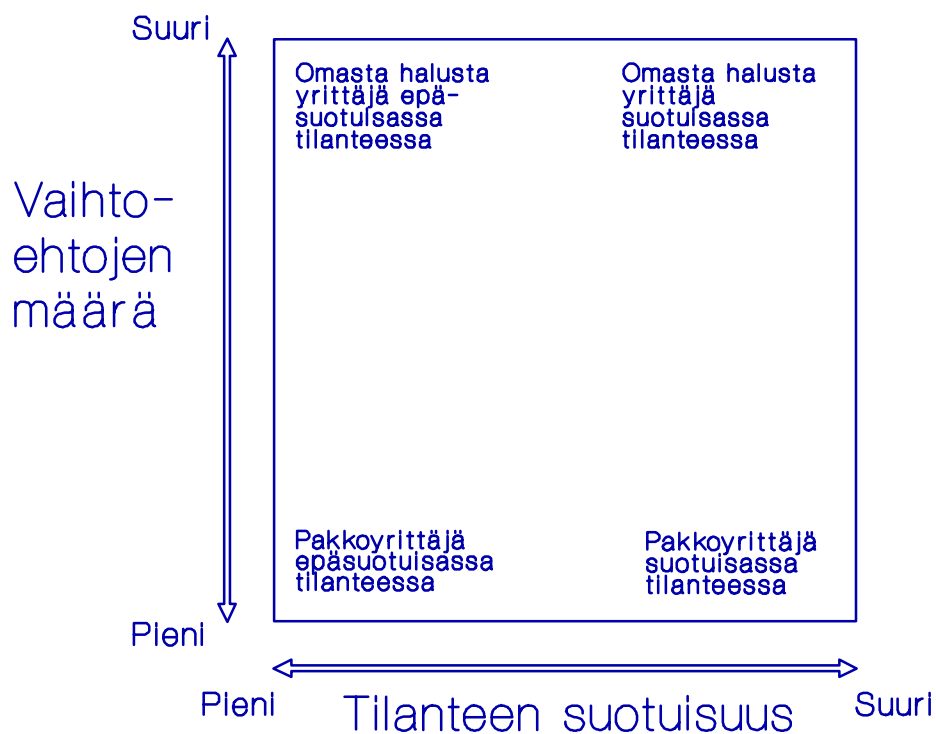 Suuri
Omasta halusta
yrittäjä epä-
suotuisassa
tilanteessa
Omasta halusta
yrittäjä
suotuisassa
tilanteessa
Vaihto-
ehtojen
määrä
Pakkoyrittäjä
epäsuotuisassa
tilanteessa
Pakkoyrittäjä
suotuisassa
tilanteessa
Pieni
Pieni
Tilanteen suotuisuus
Suuri